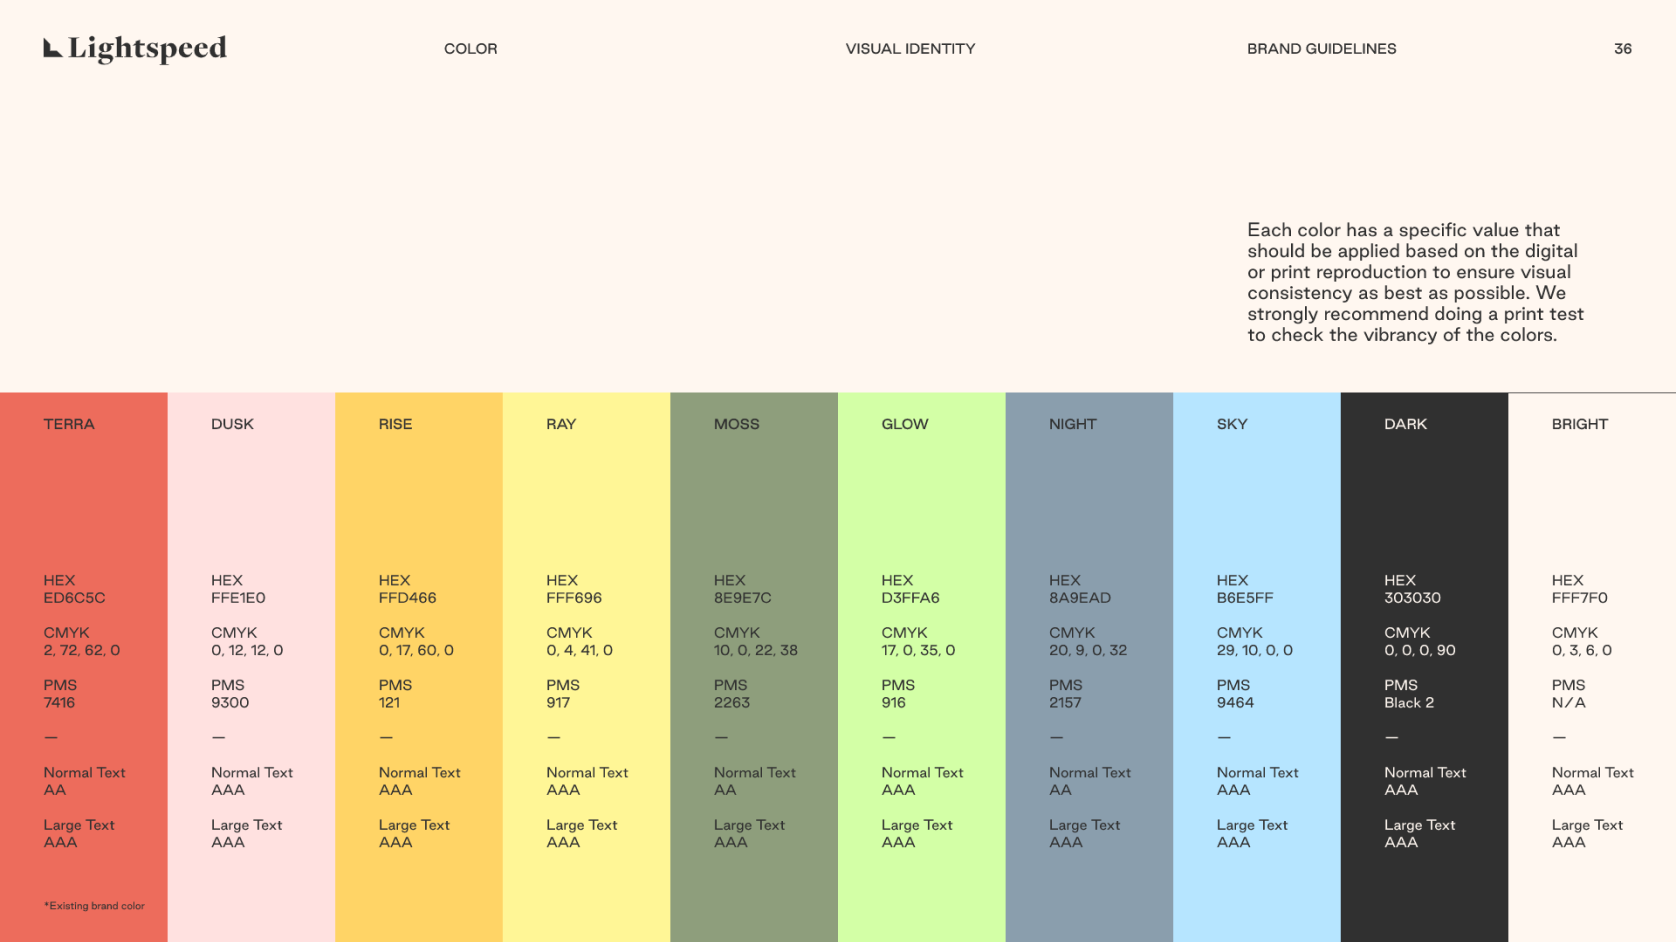 Lightspeed
COLOR
VISUAL IDENTITY
BRAND GUIDELINES
36
Each color has a specific value that
should be applied based on the digital
or print reproduction to ensure visual
consistency as best as possible. We
strongly recommend doing a print test
to check the vibrancy of the colors.
TERRA
HEX
ED6C5C
CMYK
2, 72, 62, 0
PMS
7416
—
Normal Text
AA
Large Text
AAA
*Existing brand color
DUSK
HEX
FFE1E0
CMYK
0, 12, 12, 0
PMS
9300
—
Normal Text
AAA
Large Text
AAA
RISE
HEX
FFD466
CMYK
0, 17, 60, 0
PMS
121
—
Normal Text
AAA
Large Text
AAA
RAY
HEX
FFF696
CMYK
0, 4, 41, 0
PMS
917
—
Normal Text
AAA
Large Text
AAA
MOSS
HEX
8E9E7C
CMYK
10, 0, 22, 38
PMS
2263
—
Normal Text
AA
Large Text
AAA
GLOW
HEX
D3FFA6
CMYK
17, 0, 35, 0
PMS
916
—
Normal Text
AAA
Large Text
AAA
NIGHT
HEX
8A9EAD
CMYK
20, 9, 0, 32
PMS
2157
—
Normal Text
AA
Large Text
AAA
SKY
HEX
B6E5FF
CMYK
29, 10, 0, 0
PMS
9464
—
Normal Text
AAA
Large Text
AAA
DARK
HEX
303030
CMYK
0, 0, 0, 90
PMS
Black 2
—
Normal Text
AAA
Large Text
AAA
BRIGHT
HEX
FFF7F0
CMYK
0, 3, 6, 0
PMS
N/A
—
Normal Text
AAA
Large Text
AAA